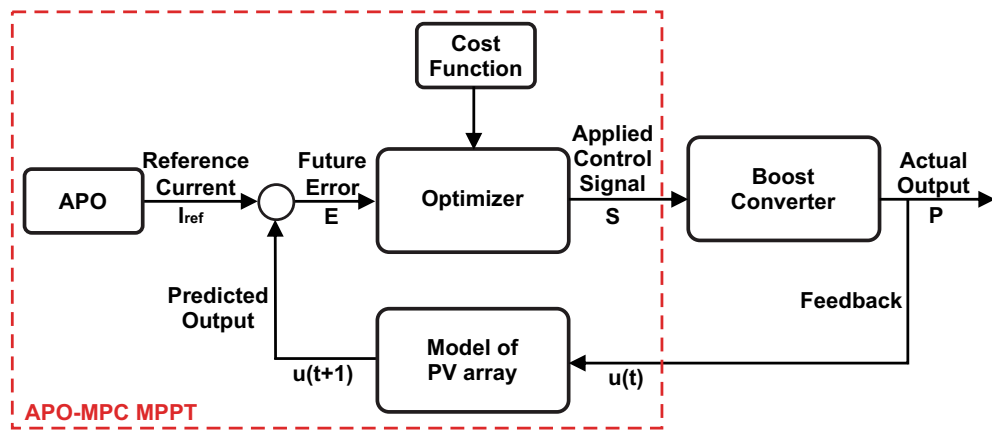 Cost
Function
APO
Reference
Current
Iref
Future
Error
E
Optimizer
Applied
Control
Signal
S
Boost
Converter
Actual
Output
P
Predicted
Output
u(t+1)
Model of
PV array
u(t)
Feedback
APO-MPC MPPT